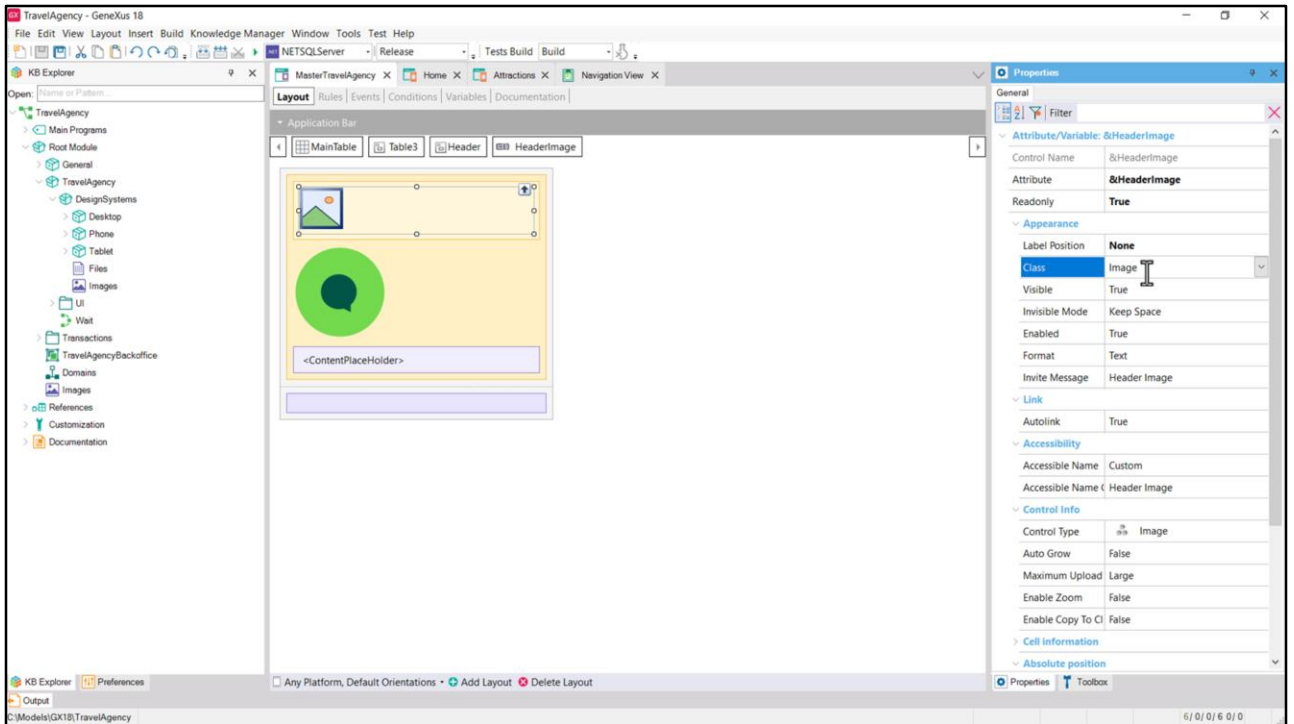 TravelAgency - GeneXus 18
File Edit View Layout Insert Build Knowledge Manager Window Tools Test Help
NETSQLServer Release Tests Build Build
KB Explorer
Open: Name or Pattern...
TravelAgency
Main Programs
Root Module
General
TravelAgency
DesignSystems
Desktop
Phone
Tablet
Files
Images
UI
Wait
Transactions
TravelAgencyBackoffice
Domains
Images
References
Customization
Documentation
KB Explorer Preferences
MasterTravelAgency Home Attractions Navigation View
Layout Rules Events Conditions Variables Documentation
Application Bar
MainTable Table3 Header HeaderImage
<ContentPlaceHolder>
Any Platform, Default Orientations Add Layout Delete Layout
Properties
General
Filter
Attribute/Variable: &HeaderImage
Control Name &HeaderImage
Attribute &HeaderImage
Readonly True
Appearance
Label Position None
Class Image
Visible True
Invisible Mode Keep Space
Enabled True
Format Text
Invite Message Header Image
Link
Autolink True
Accessibility
Accessible Name Custom
Accessible Name C Header Image
Control Info
Control Type Image
Auto Grow False
Maximum Upload Large
Enable Zoom False
Enable Copy To Cl False
Cell information
Absolute position
Properties Toolbox
Output
C:\Models\GX18\TravelAgency
6/0/0/6 0/0